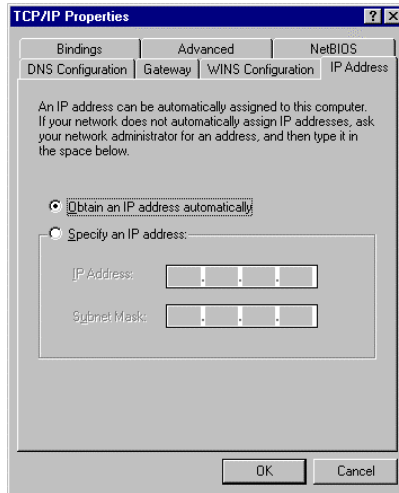 TCP/IP Properties
Bindings Advanced NetBIOS
DNS Configuration Gateway WINS Configuration IP Address
An IP address can be automatically assigned to this computer.
If your network does not automatically assign IP addresses, ask
your network administrator for an address, and then type it in
the space below.
Obtain an IP address automatically
Specify an IP address:
IP Address:
Subnet Mask:
OK Cancel